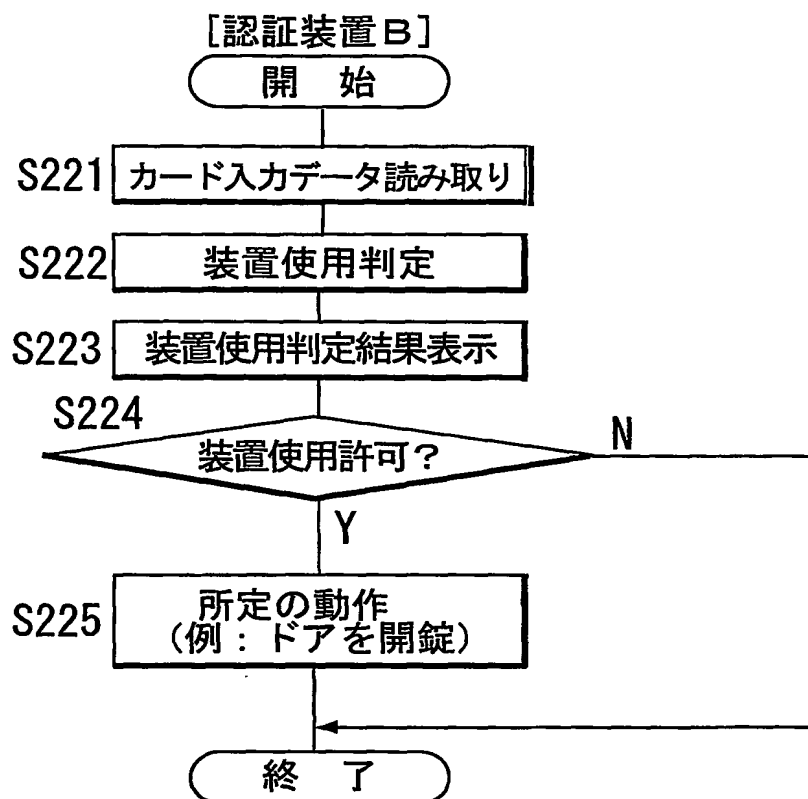 [認証装置B]
開 始
S221 カード入力データ読み取り
S222 装置使用判定
S223 装置使用判定結果表示
S224
装置使用許可?
N
Y
S225 所定の動作
(例:ドアを開錠)
終 了